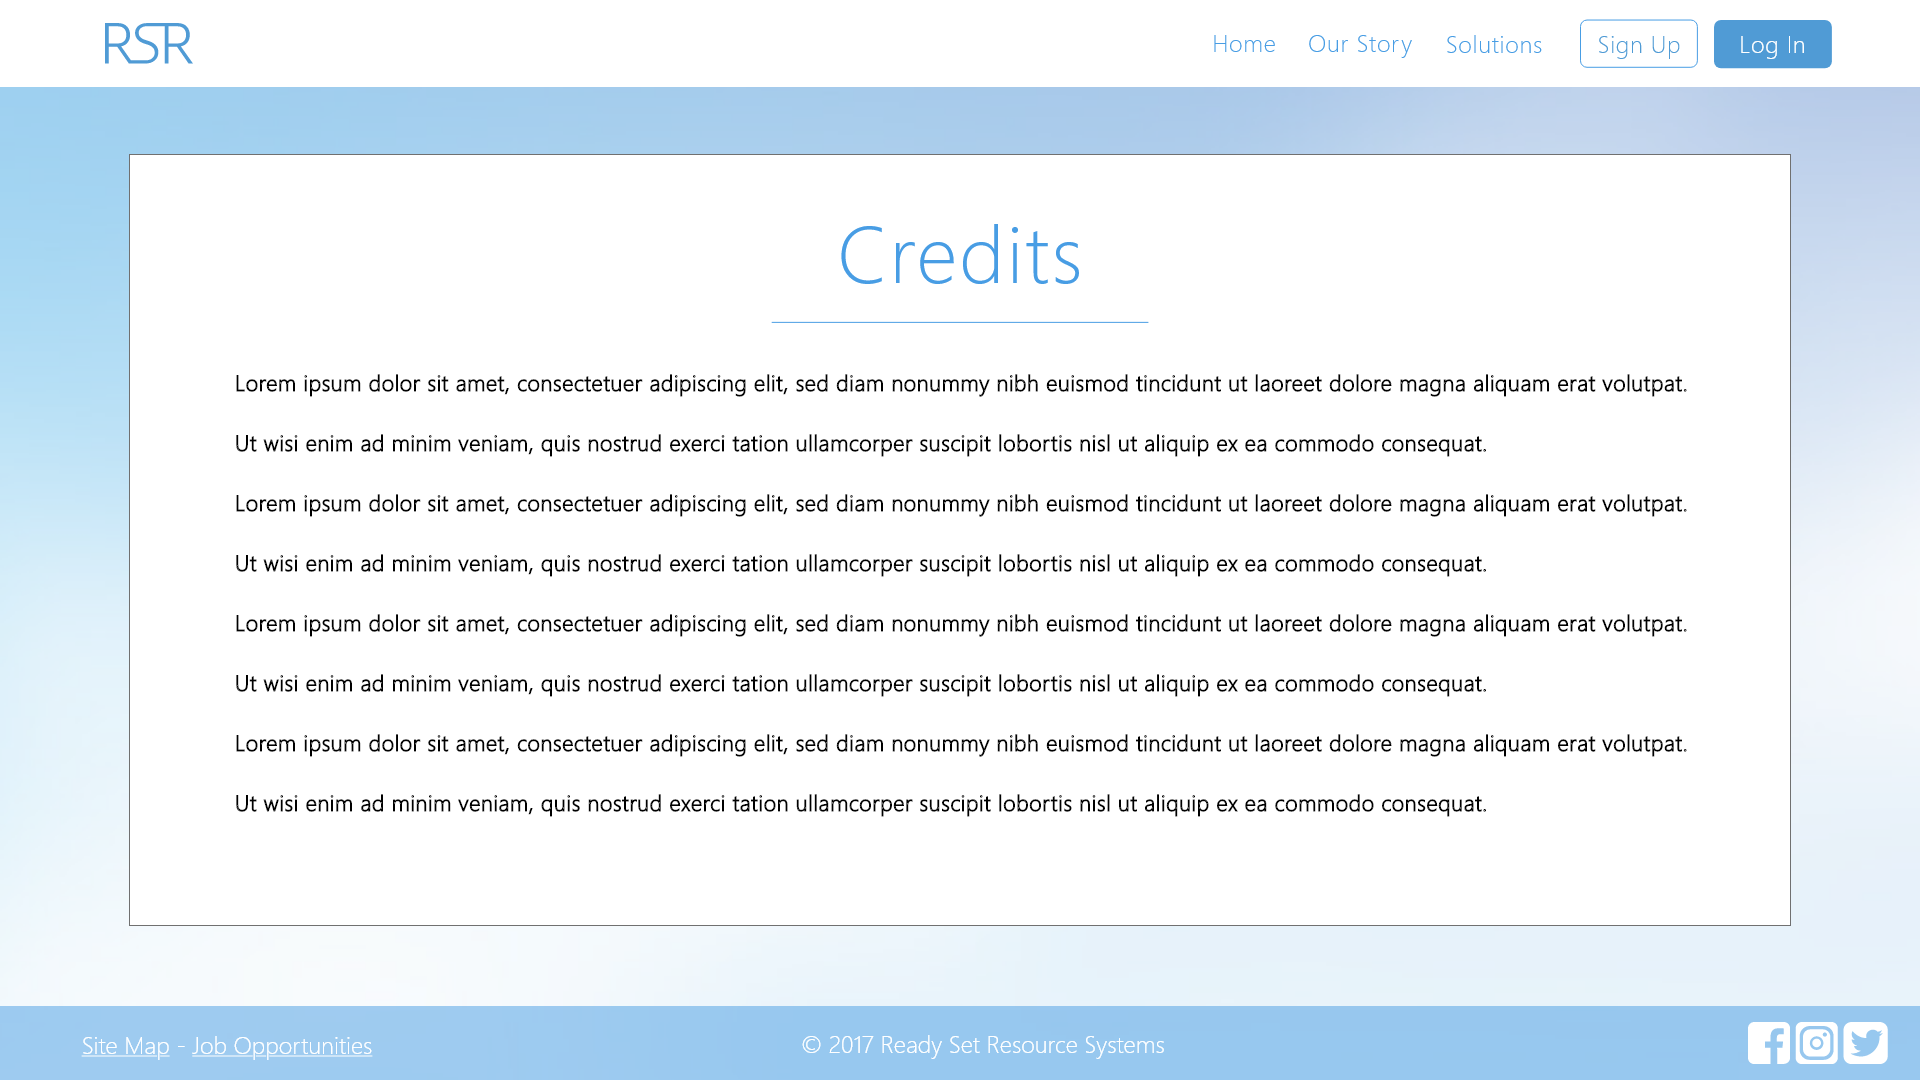 RSR
Home Our Story Solutions Sign Up Log In
Credits
Lorem ipsum dolor sit amet, consectetuer adipiscing elit, sed diam nonummy nibh euismod tincidunt ut laoreet dolore magna aliquam erat volutpat.
Ut wisi enim ad minim veniam, quis nostrud exerci tation ullamcorper suscipit lobortis nisl ut aliquip ex ea commodo consequat.
Lorem ipsum dolor sit amet, consectetuer adipiscing elit, sed diam nonummy nibh euismod tincidunt ut laoreet dolore magna aliquam erat volutpat.
Ut wisi enim ad minim veniam, quis nostrud exerci tation ullamcorper suscipit lobortis nisl ut aliquip ex ea commodo consequat.
Lorem ipsum dolor sit amet, consectetuer adipiscing elit, sed diam nonummy nibh euismod tincidunt ut laoreet dolore magna aliquam erat volutpat.
Ut wisi enim ad minim veniam, quis nostrud exerci tation ullamcorper suscipit lobortis nisl ut aliquip ex ea commodo consequat.
Lorem ipsum dolor sit amet, consectetuer adipiscing elit, sed diam nonummy nibh euismod tincidunt ut laoreet dolore magna aliquam erat volutpat.
Ut wisi enim ad minim veniam, quis nostrud exerci tation ullamcorper suscipit lobortis nisl ut aliquip ex ea commodo consequat.
Site Map - Job Opportunities
© 2017 Ready Set Resource Systems